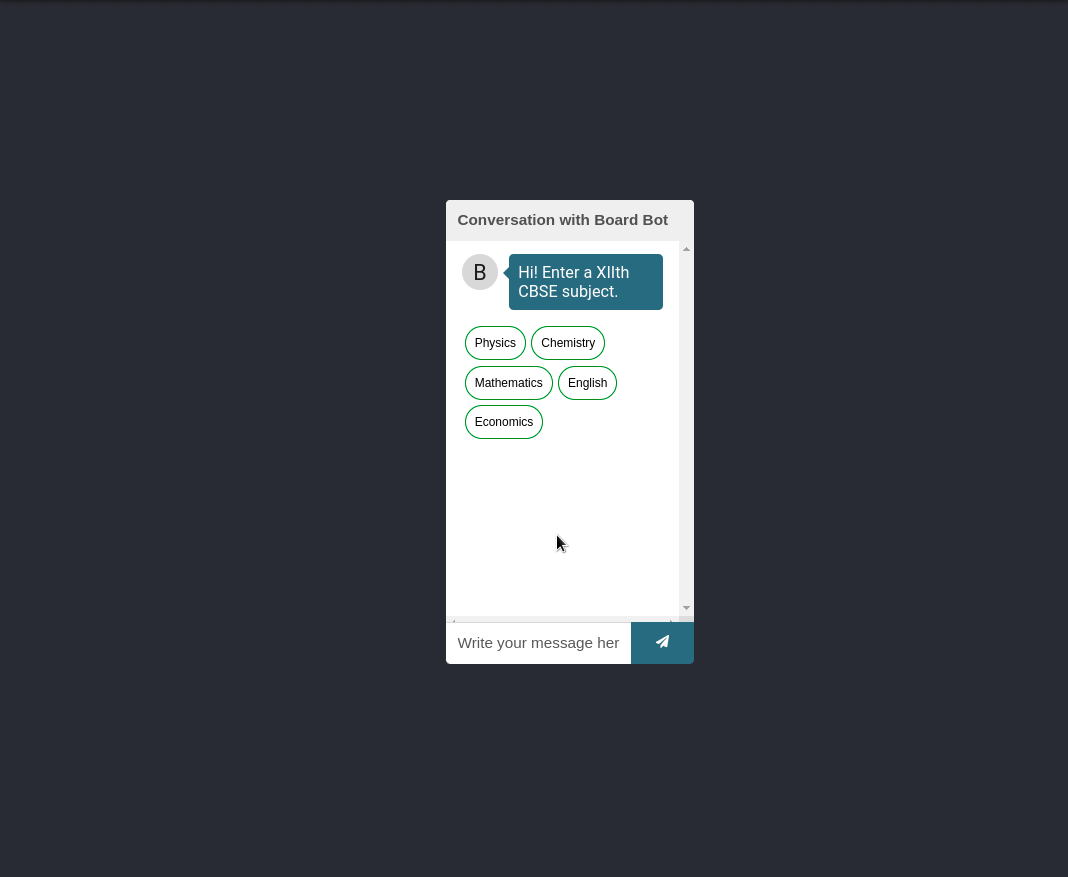 Conversation with Board Bot
B
Hi! Enter a XIIth
CBSE subject.
Physics
Chemistry
Mathematics
English
Economics
Write your message her